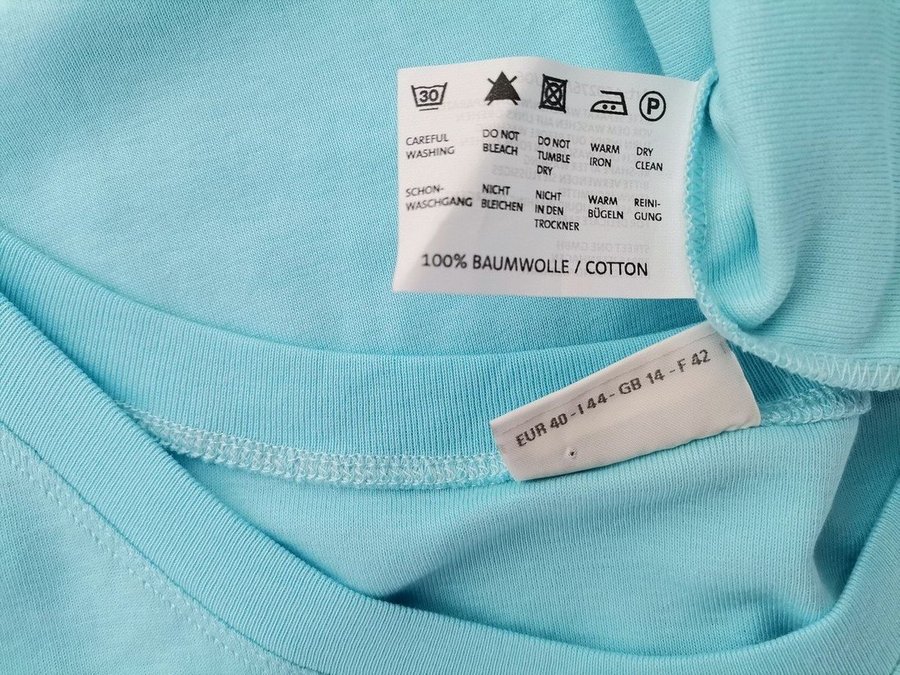 30 P
CAREFUL WASHING
DO NOT BLEACH
DO NOT TUMBLE DRY
WARM IRON
DRY CLEAN
SCHON-WASCHGANG
NICHT BLEICHEN
NICHT IN DEN TROCKNER
WARM BÜGELN
REINI-GUNG
100% BAUMWOLLE / COTTON
EUR 40 - I 44 - GB 14 - F 42